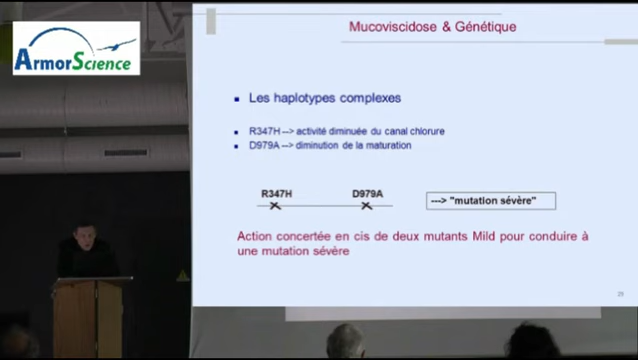 ArmorScience
Mucoviscidose & Génétique
Les haplotypes complexes
R347H --> activité diminuée du canal chlorure
D979A --> diminution de la maturation
R347H D979A
---> "mutation sévère"
Action concertée en cis de deux mutants Mild pour conduire à
une mutation sévère